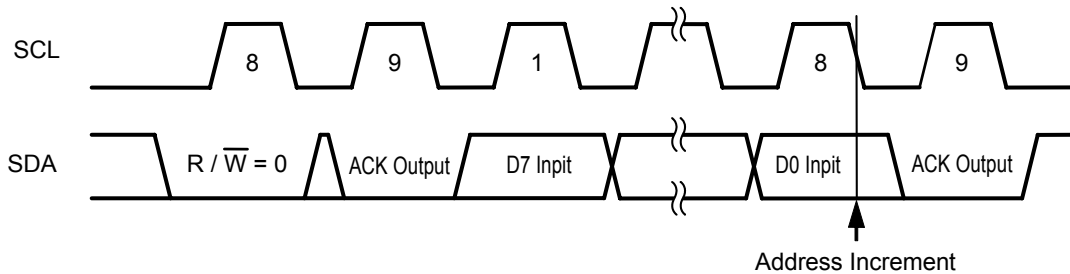 SCL
8
9
1
8
9
SDA
R / W̅ = 0
ACK Output
D7 Inpit
D0 Inpit
ACK Output
Address Increment